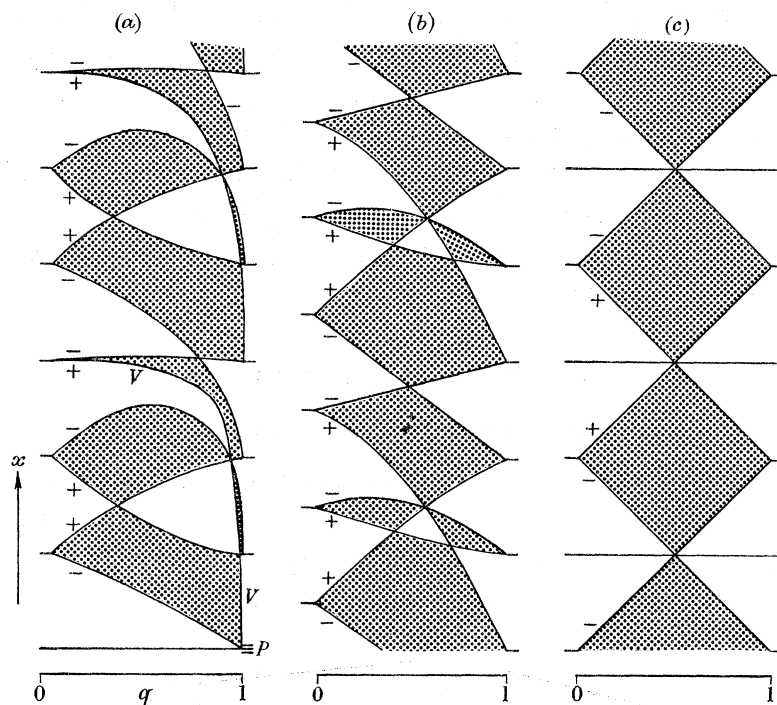 (a) (b) (c)
− − −
+ − −
− +
− +
+ − −
+ + +
− + −
− − +
+ V + −
− −
x + +
+ +
− − −
V
P
0 q 1 0 1 0 1